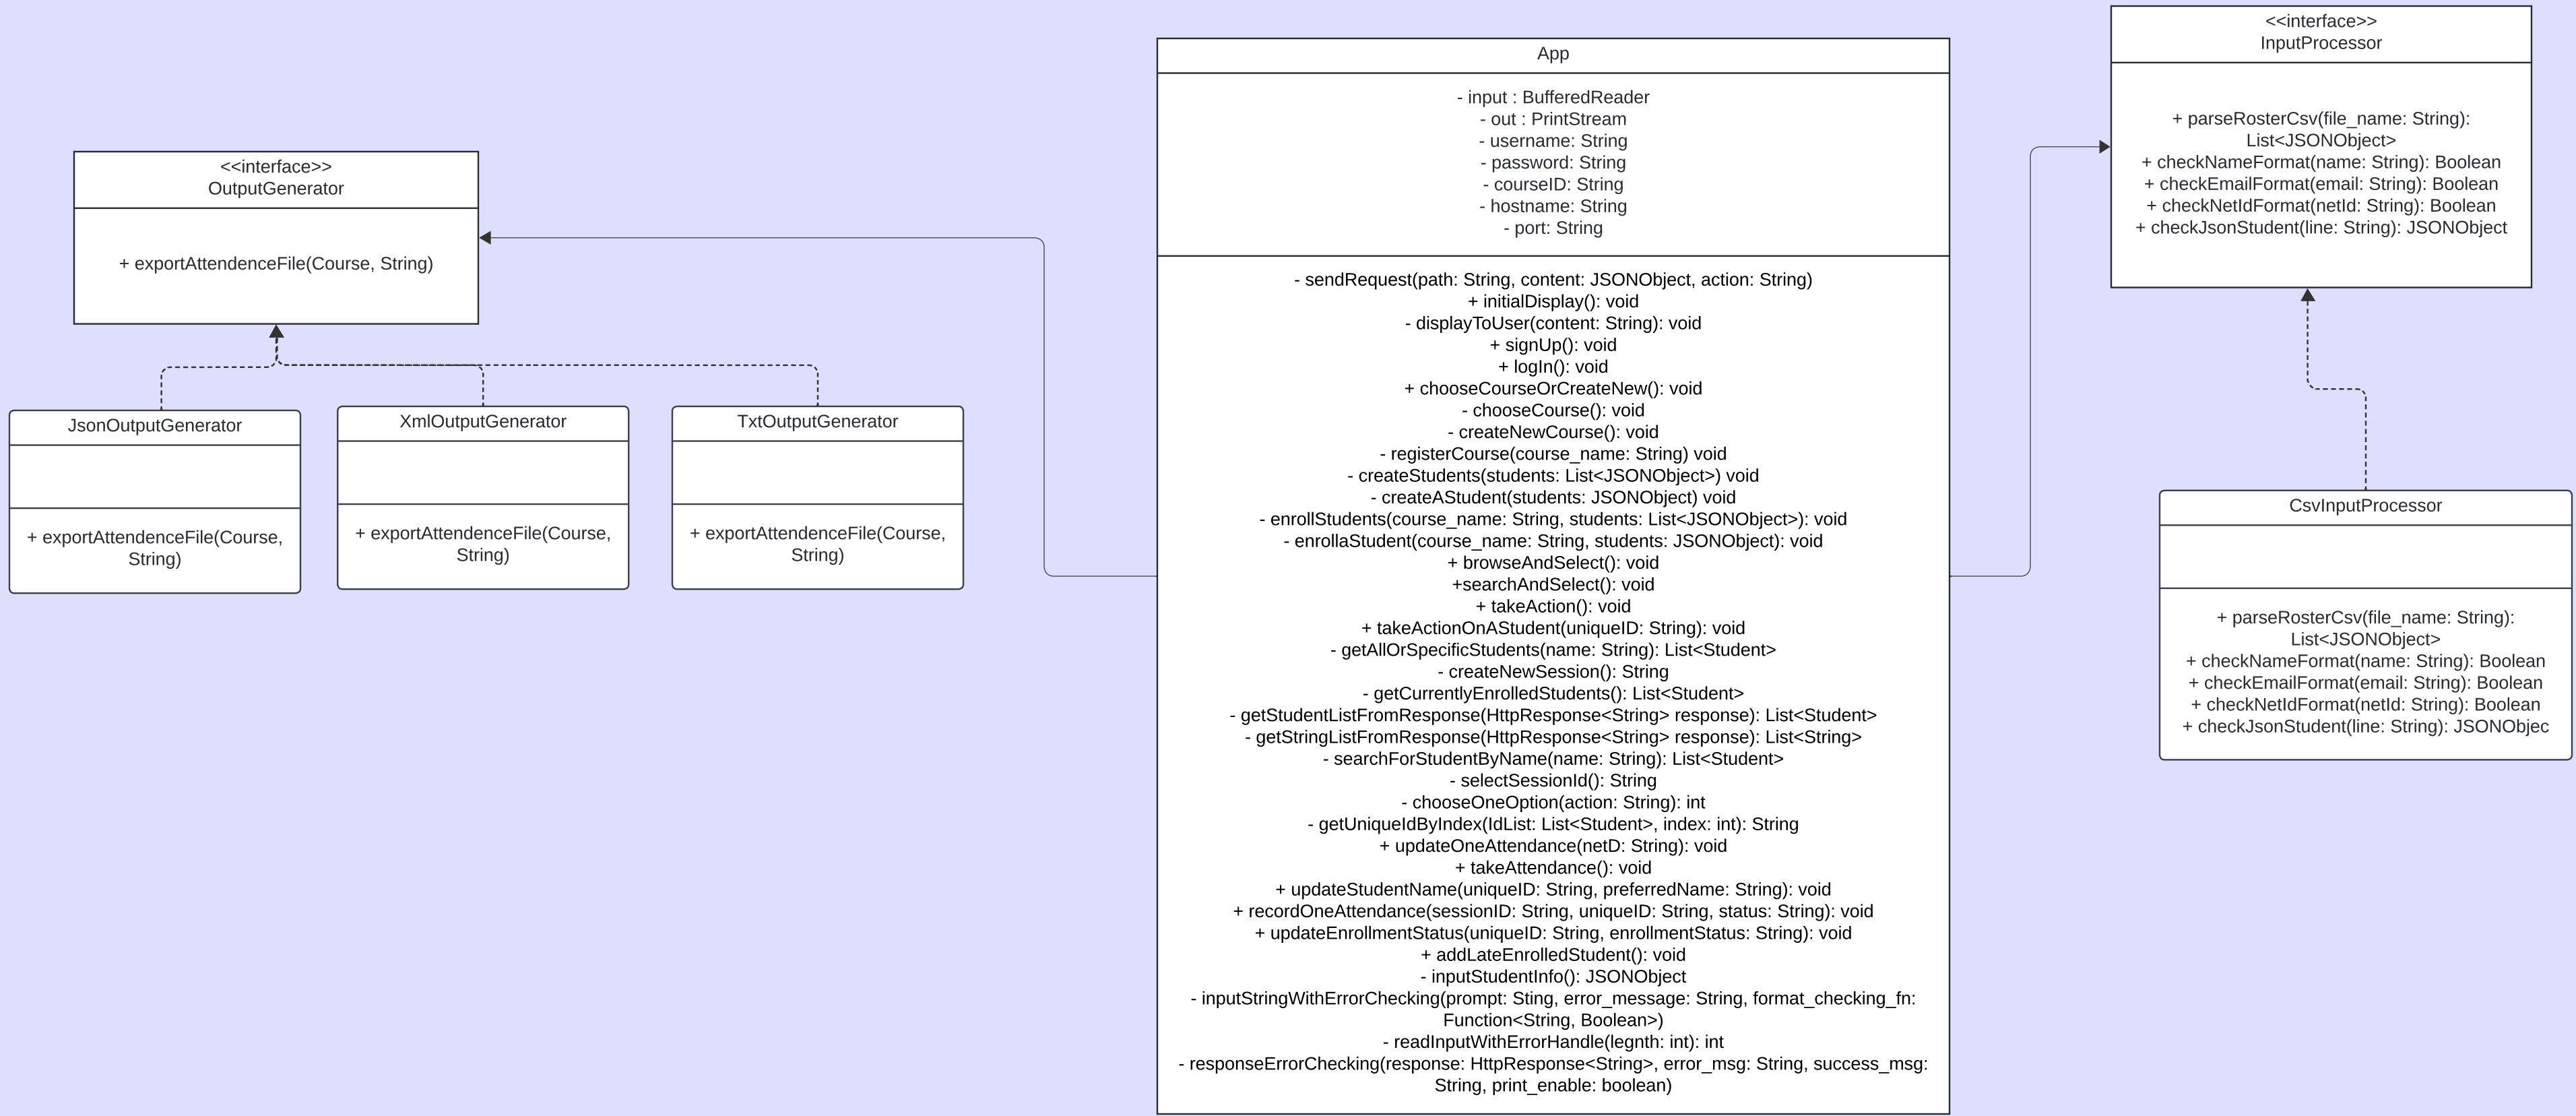 <<interface>>
OutputGenerator
+ exportAttendenceFile(Course, String)
JsonOutputGenerator
+ exportAttendenceFile(Course,
String)
XmlOutputGenerator
+ exportAttendenceFile(Course,
String)
TxtOutputGenerator
+ exportAttendenceFile(Course,
String)
App
- input : BufferedReader
- out : PrintStream
- username: String
- password: String
- courseID: String
- hostname: String
- port: String
- sendRequest(path: String, content: JSONObject, action: String)
+ initialDisplay(): void
- displayToUser(content: String): void
+ signUp(): void
+ logIn(): void
+ chooseCourseOrCreateNew(): void
- chooseCourse(): void
- createNewCourse(): void
- registerCourse(course_name: String) void
- createStudents(students: List<JSONObject>) void
- createAStudent(students: JSONObject) void
- enrollStudents(course_name: String, students: List<JSONObject>): void
- enrollaStudent(course_name: String, students: JSONObject): void
+ browseAndSelect(): void
+searchAndSelect(): void
+ takeAction(): void
+ takeActionOnAStudent(uniqueID: String): void
- getAllOrSpecificStudents(name: String): List<Student>
- createNewSession(): String
- getCurrentlyEnrolledStudents(): List<Student>
- getStudentListFromResponse(HttpResponse<String> response): List<Student>
- getStringListFromResponse(HttpResponse<String> response): List<String>
- searchForStudentByName(name: String): List<Student>
- selectSessionId(): String
- chooseOneOption(action: String): int
- getUniqueIdByIndex(IdList: List<Student>, index: int): String
+ updateOneAttendance(netD: String): void
+ takeAttendance(): void
+ updateStudentName(uniqueID: String, preferredName: String): void
+ recordOneAttendance(sessionID: String, uniqueID: String, status: String): void
+ updateEnrollmentStatus(uniqueID: String, enrollmentStatus: String): void
+ addLateEnrolledStudent(): void
- inputStudentInfo(): JSONObject
- inputStringWithErrorChecking(prompt: Sting, error_message: String, format_checking_fn:
Function<String, Boolean>)
- readInputWithErrorHandle(legnth: int): int
- responseErrorChecking(response: HttpResponse<String>, error_msg: String, success_msg:
String, print_enable: boolean)
<<interface>>
InputProcessor
+ parseRosterCsv(file_name: String):
List<JSONObject>
+ checkNameFormat(name: String): Boolean
+ checkEmailFormat(email: String): Boolean
+ checkNetIdFormat(netId: String): Boolean
+ checkJsonStudent(line: String): JSONObject
CsvInputProcessor
+ parseRosterCsv(file_name: String):
List<JSONObject>
+ checkNameFormat(name: String): Boolean
+ checkEmailFormat(email: String): Boolean
+ checkNetIdFormat(netId: String): Boolean
+ checkJsonStudent(line: String): JSONObjec